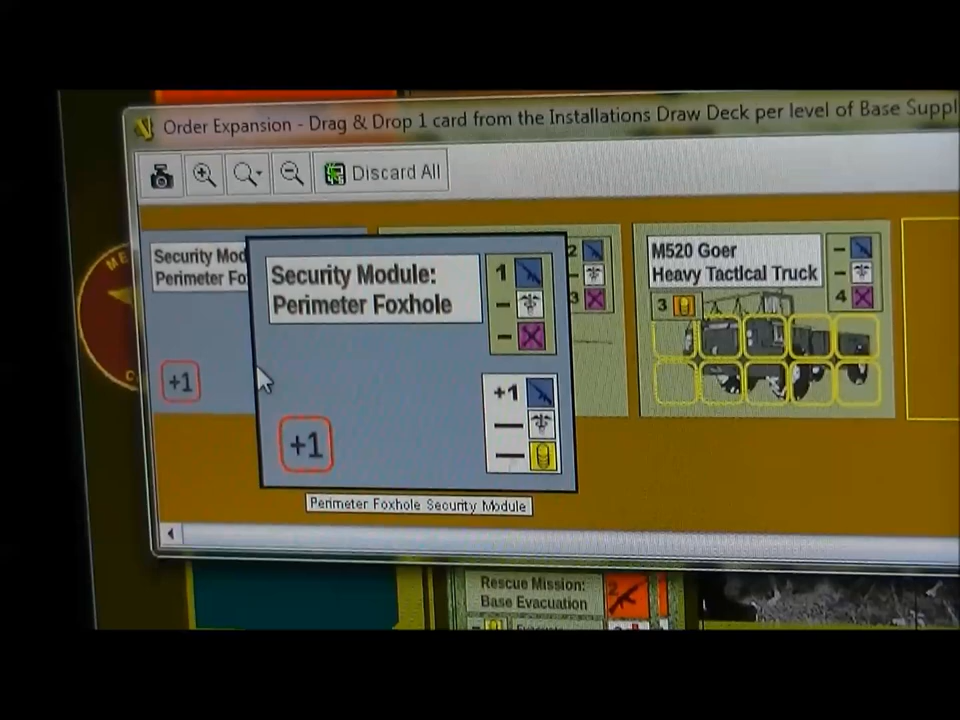 Order Expansion - Drag & Drop 1 card from the Installations Draw Deck per level of Base Suppl
Discard All
Security Mod
Perimeter Fo
+1
Security Module:
Perimeter Foxhole
1
–
–
+1
—
—
+1
Perimeter Foxhole Security Module
2
–
3
M520 Goer
Heavy Tactical Truck
–
–
4
3
Rescue Mission:
Base Evacuation
2